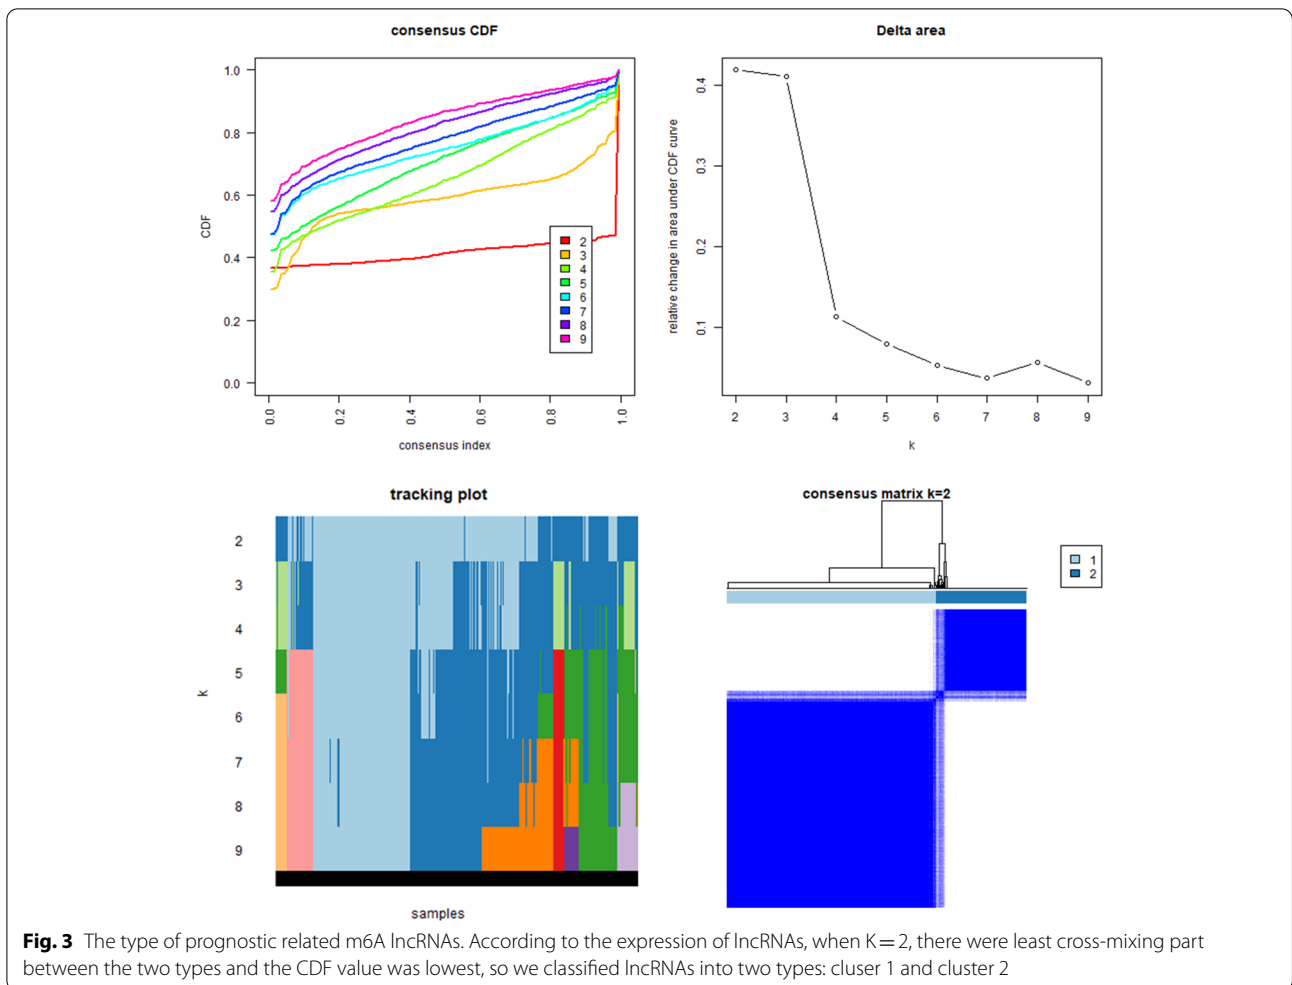 consensus CDF
CDF
1.0
0.8
0.6
0.4
0.2
0.0
2
3
4
5
6
7
8
9
0.0 0.2 0.4 0.6 0.8 1.0
consensus index
Delta area
relative change in area under CDF curve
0.4
0.3
0.2
0.1
2 3 4 5 6 7 8 9
k
tracking plot
k
2
3
4
5
6
7
8
9
samples
consensus matrix k=2
1
2
Fig. 3 The type of prognostic related m6A lncRNAs. According to the expression of lncRNAs, when K=2, there were least cross-mixing part
between the two types and the CDF value was lowest, so we classified lncRNAs into two types: cluser 1 and cluster 2